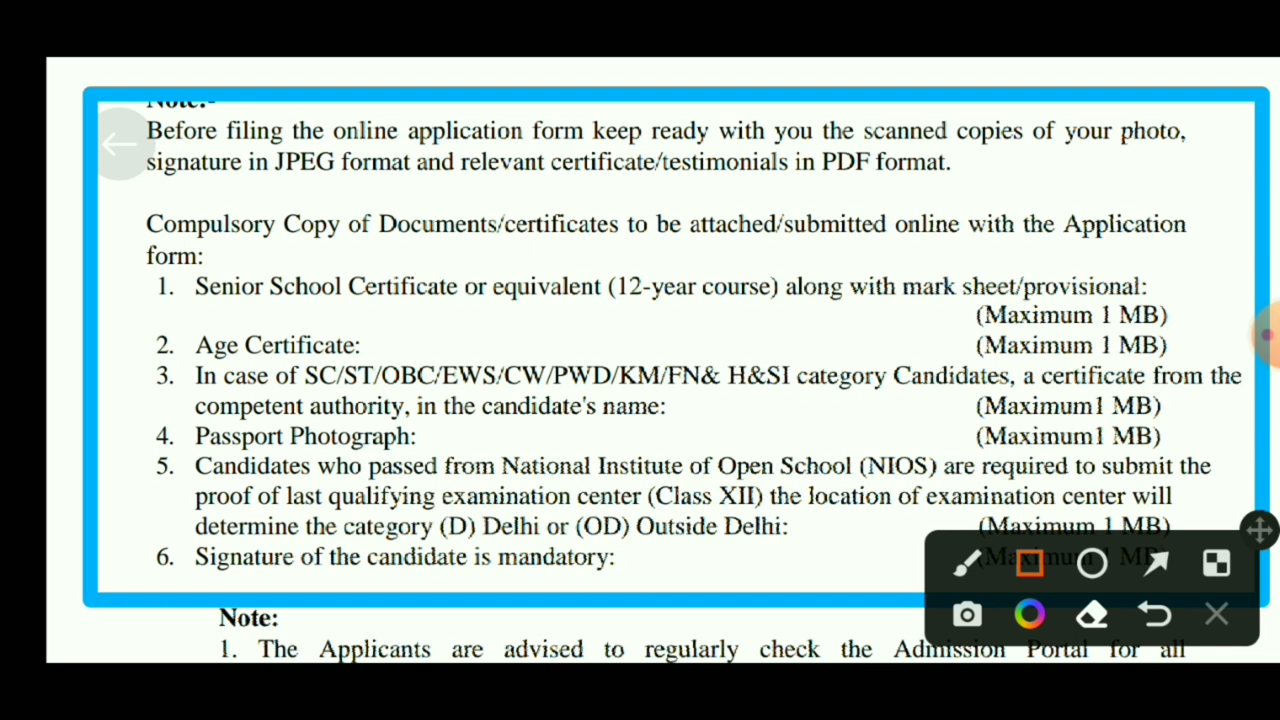 Note:-
Before filing the online application form keep ready with you the scanned copies of your photo,
signature in JPEG format and relevant certificate/testimonials in PDF format.
Compulsory Copy of Documents/certificates to be attached/submitted online with the Application
form:
1. Senior School Certificate or equivalent (12-year course) along with mark sheet/provisional:
(Maximum 1 MB)
2. Age Certificate: (Maximum 1 MB)
3. In case of SC/ST/OBC/EWS/CW/PWD/KM/FN& H&SI category Candidates, a certificate from the
competent authority, in the candidate's name: (Maximum1 MB)
4. Passport Photograph: (Maximum1 MB)
5. Candidates who passed from National Institute of Open School (NIOS) are required to submit the
proof of last qualifying examination center (Class XII) the location of examination center will
determine the category (D) Delhi or (OD) Outside Delhi: (Maximum 1 MB)
6. Signature of the candidate is mandatory: (Maximum 1 MB)
Note:
1. The Applicants are advised to regularly check the Admission Portal for all